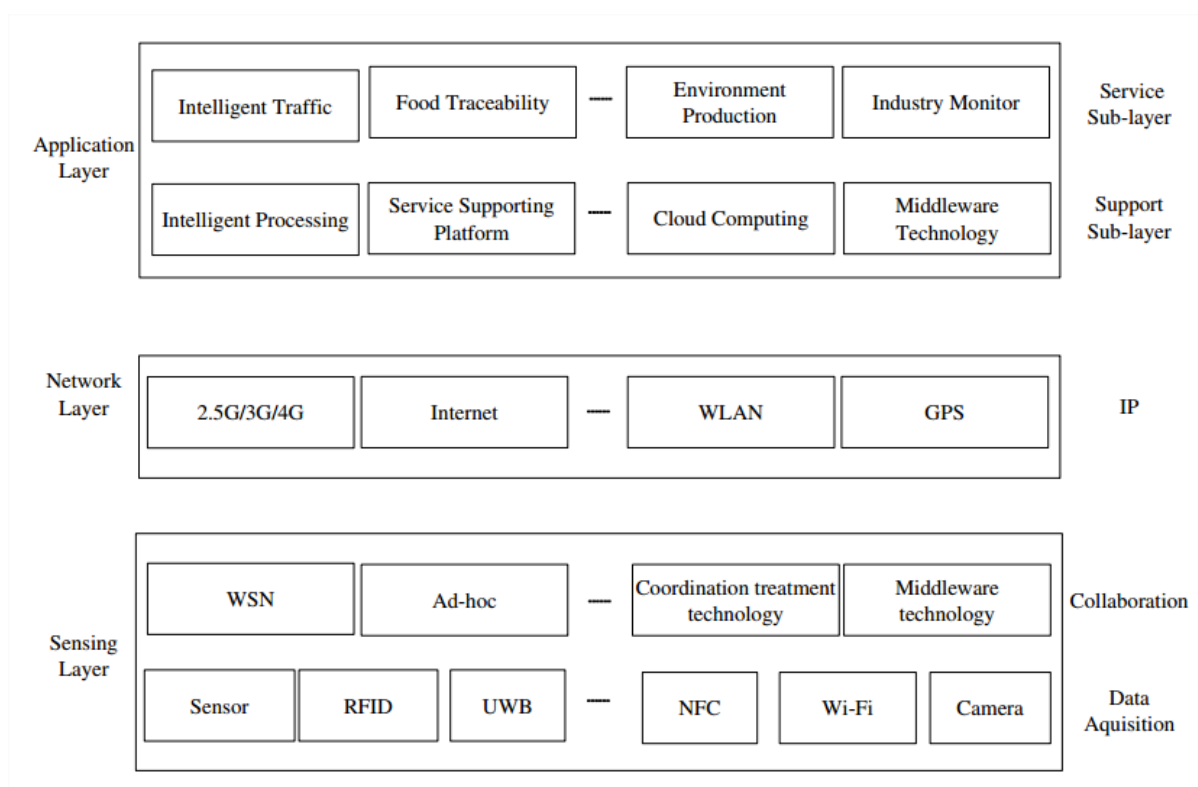 Application
Layer
Intelligent Traffic
Food Traceability
Environment
Production
Industry Monitor
Service
Sub-layer
Intelligent Processing
Service Supporting
Platform
Cloud Computing
Middleware
Technology
Support
Sub-layer
Network
Layer
2.5G/3G/4G
Internet
WLAN
GPS
IP
Sensing
Layer
WSN
Ad-hoc
Coordination treatment
technology
Middleware
technology
Collaboration
Sensor
RFID
UWB
NFC
Wi-Fi
Camera
Data
Aquisition